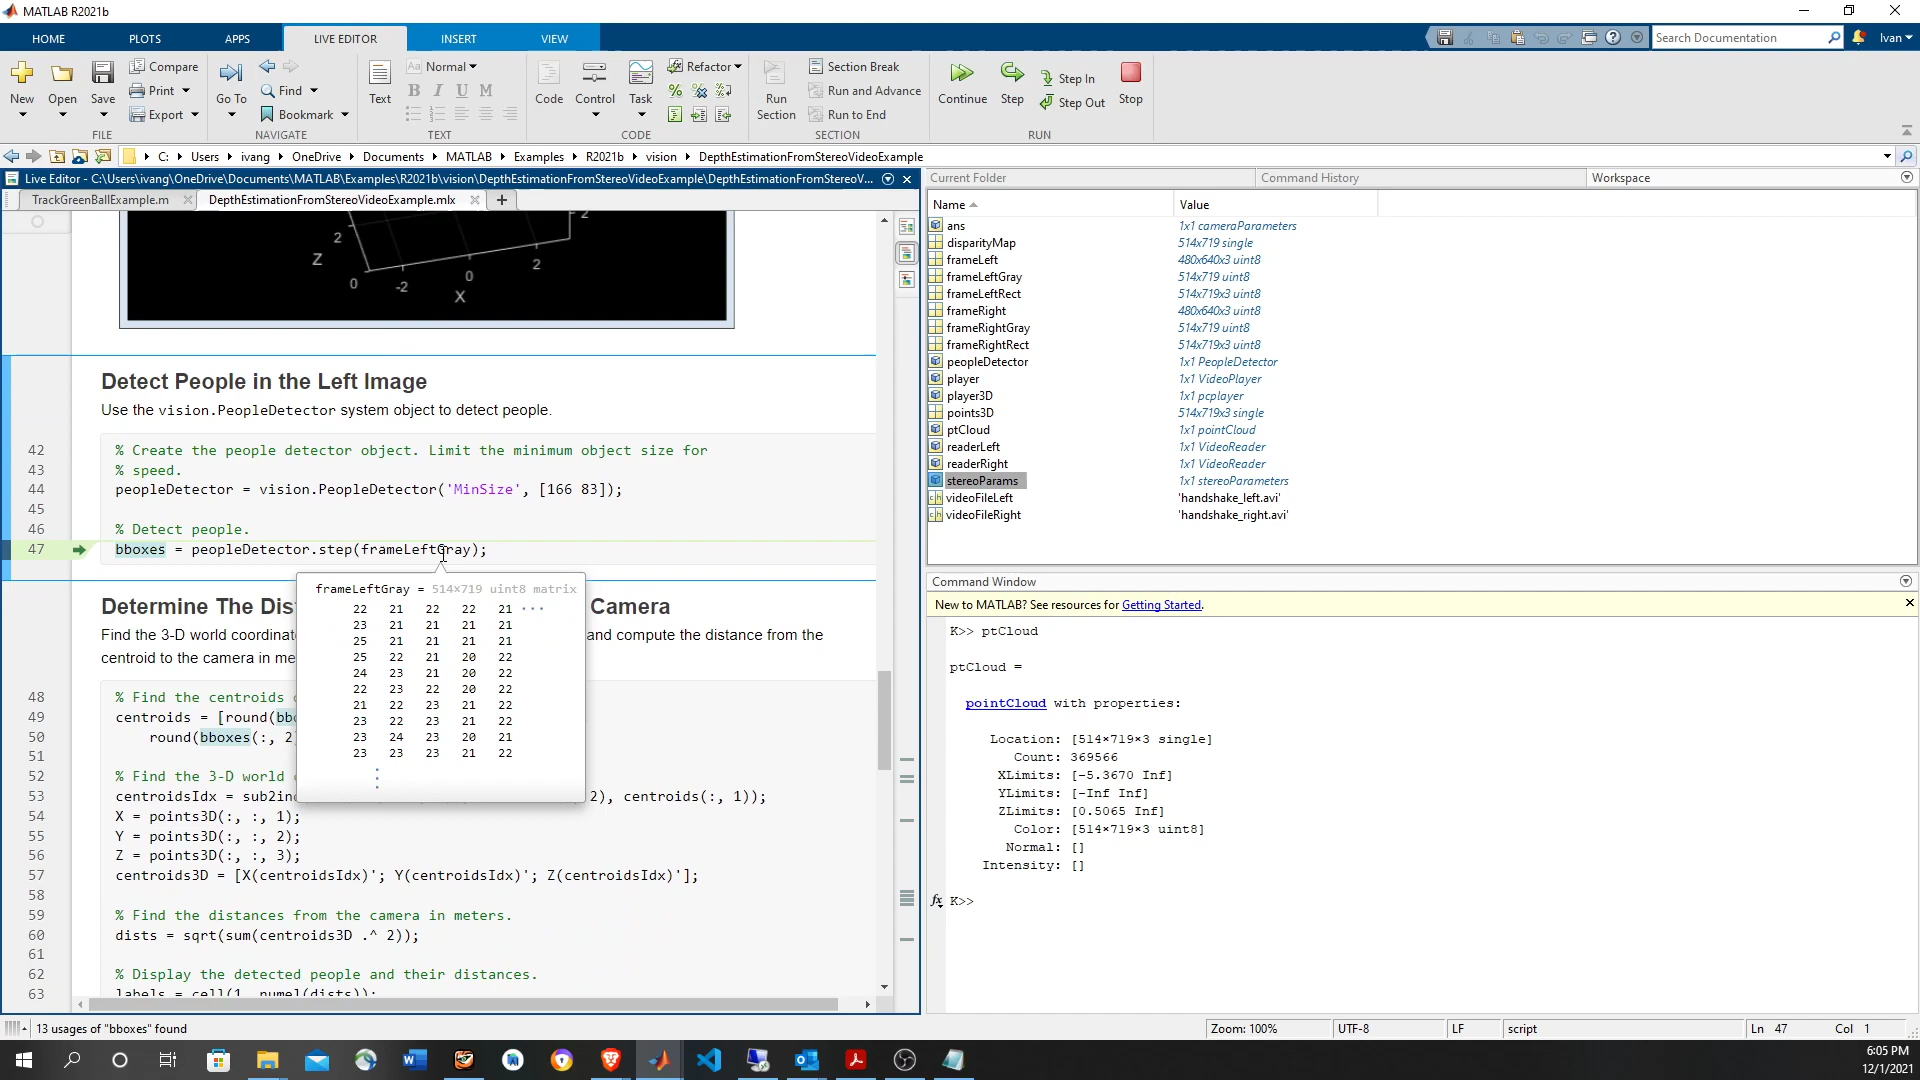 MATLAB R2021b
HOME PLOTS APPS LIVE EDITOR INSERT VIEW
Search Documentation Ivan
New Open Save
Compare
Print
Export
FILE
Go To
Find
Bookmark
NAVIGATE
Text
Aa Normal
B I U M
TEXT
Code Control Task
Refactor
CODE
Run Section
Section Break
Run and Advance
Run to End
SECTION
Continue Step
Step In
Step Out
Stop
RUN
C: Users ivang OneDrive Documents MATLAB Examples R2021b vision DepthEstimationFromStereoVideoExample
Live Editor - C:\Users\ivang\OneDrive\Documents\MATLAB\Examples\R2021b\vision\DepthEstimationFromStereoVideoExample\DepthEstimationFromStereoV...
TrackGreenBallExample.m DepthEstimationFromStereoVideoExample.mlx
2
2
Z
0 -2 0 2
X
Detect People in the Left Image
Use the vision.PeopleDetector system object to detect people.
42 % Create the people detector object. Limit the minimum object size for
43 % speed.
44 peopleDetector = vision.PeopleDetector('MinSize', [166 83]);
45
46 % Detect people.
47 bboxes = peopleDetector.step(frameLeftGray);
frameLeftGray = 514×719 uint8 matrix
22 21 22 22 21 ...
23 21 21 21 21
25 21 21 21 21
25 22 21 20 22
24 23 21 20 22
22 23 22 20 22
21 22 23 21 22
23 22 23 21 22
23 24 23 20 21
23 23 23 21 22
Determine The Dis Camera
Find the 3-D world coordinat and compute the distance from the
centroid to the camera in me
48 % Find the centroids
49 centroids = [round(bbo
50 round(bboxes(:, 2
51
52 % Find the 3-D world
53 centroidsIdx = sub2ind 2), centroids(:, 1));
54 X = points3D(:, :, 1);
55 Y = points3D(:, :, 2);
56 Z = points3D(:, :, 3);
57 centroids3D = [X(centroidsIdx)'; Y(centroidsIdx)'; Z(centroidsIdx)'];
58
59 % Find the distances from the camera in meters.
60 dists = sqrt(sum(centroids3D .^ 2));
61
62 % Display the detected people and their distances.
63 labels = cell(1, numel(dists));
Current Folder Command History Workspace
Name Value
ans 1x1 cameraParameters
disparityMap 514x719 single
frameLeft 480x640x3 uint8
frameLeftGray 514x719 uint8
frameLeftRect 514x719x3 uint8
frameRight 480x640x3 uint8
frameRightGray 514x719 uint8
frameRightRect 514x719x3 uint8
peopleDetector 1x1 PeopleDetector
player 1x1 VideoPlayer
player3D 1x1 pcplayer
points3D 514x719x3 single
ptCloud 1x1 pointCloud
readerLeft 1x1 VideoReader
readerRight 1x1 VideoReader
stereoParams 1x1 stereoParameters
videoFileLeft 'handshake_left.avi'
videoFileRight 'handshake_right.avi'
Command Window
New to MATLAB? See resources for Getting Started.
K>> ptCloud
ptCloud =
pointCloud with properties:
Location: [514×719×3 single]
Count: 369566
XLimits: [-5.3670 Inf]
YLimits: [-Inf Inf]
ZLimits: [0.5065 Inf]
Color: [514×719×3 uint8]
Normal: []
Intensity: []
fx K>>
13 usages of "bboxes" found
Zoom: 100% UTF-8 LF script Ln 47 Col 1
6:05 PM
12/1/2021